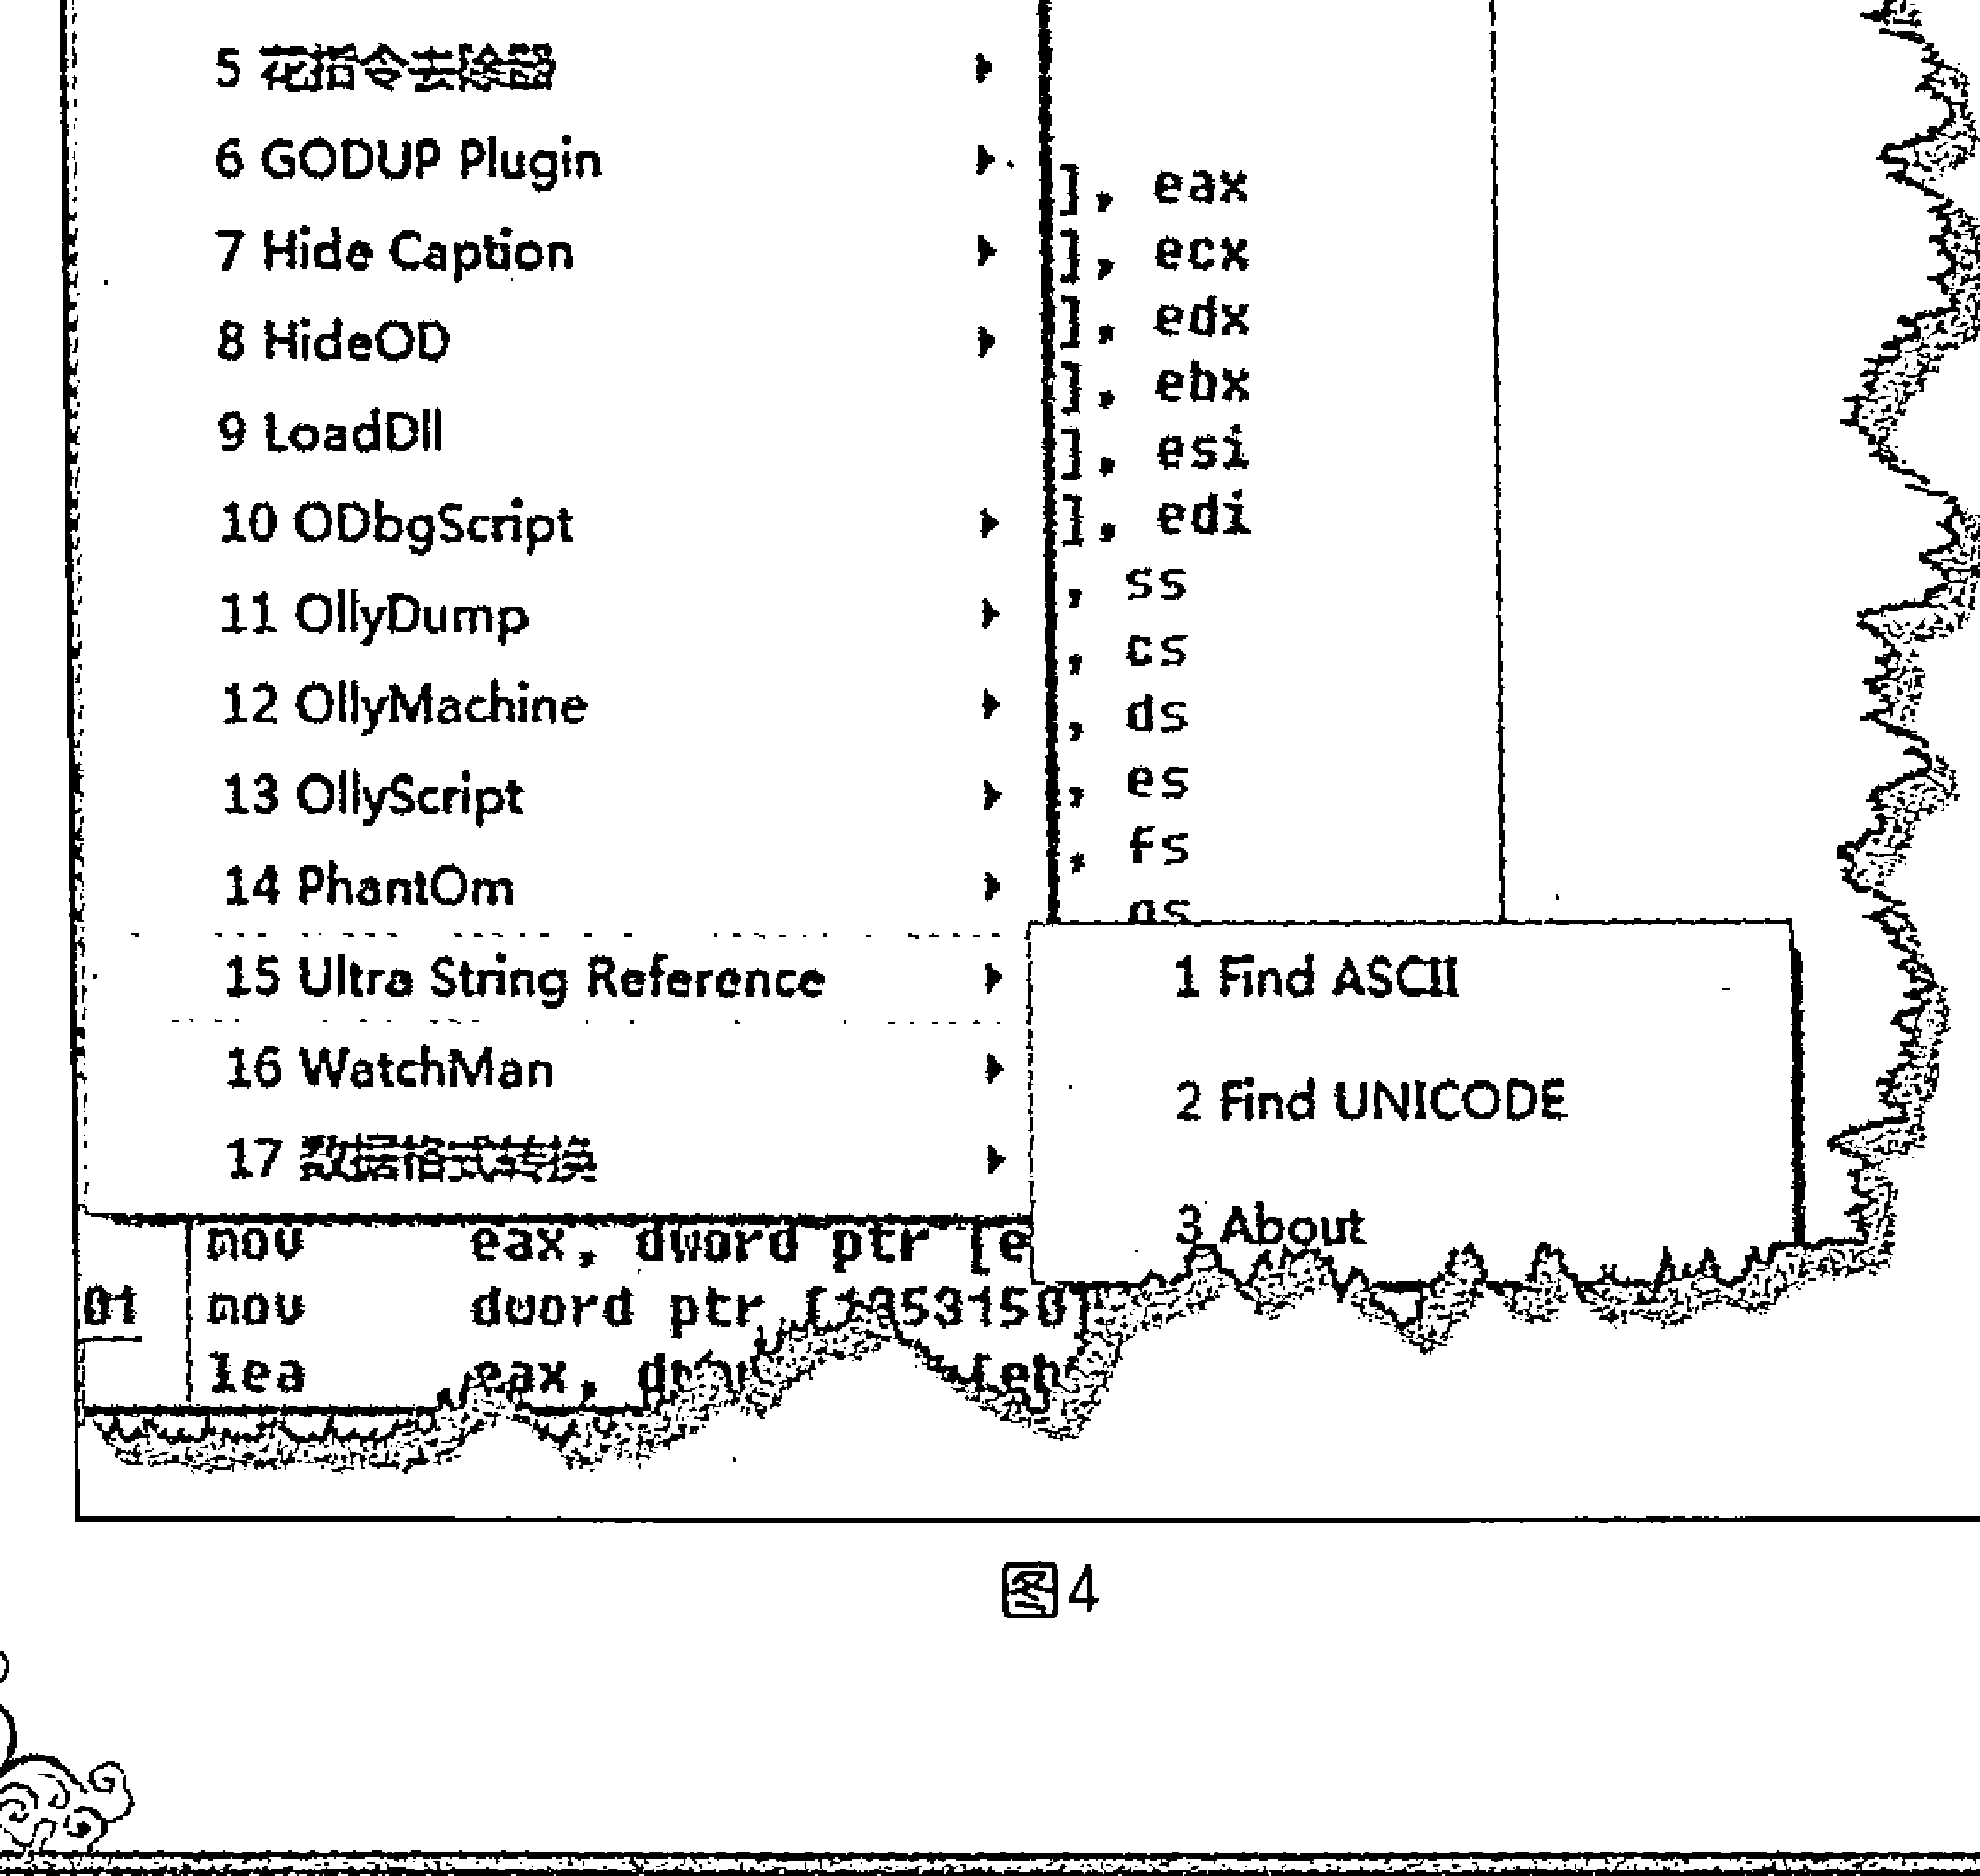 5 花指令去除器
6 GODUP Plugin
7 Hide Caption
8 HideOD
9 LoadDll
10 ODbgScript
11 OllyDump
12 OllyMachine
13 OllyScript
14 PhantOm
15 Ultra String Reference
16 WatchMan
17 数据格式转换
], eax
], ecx
], edx
], ebx
], esi
], edi
, ss
, cs
, ds
, es
, fs
gs
1 Find ASCII
2 Find UNICODE
3 About
mov eax, dword ptr [e
01 mov dword ptr [1353150]
lea eax, [eb
图4